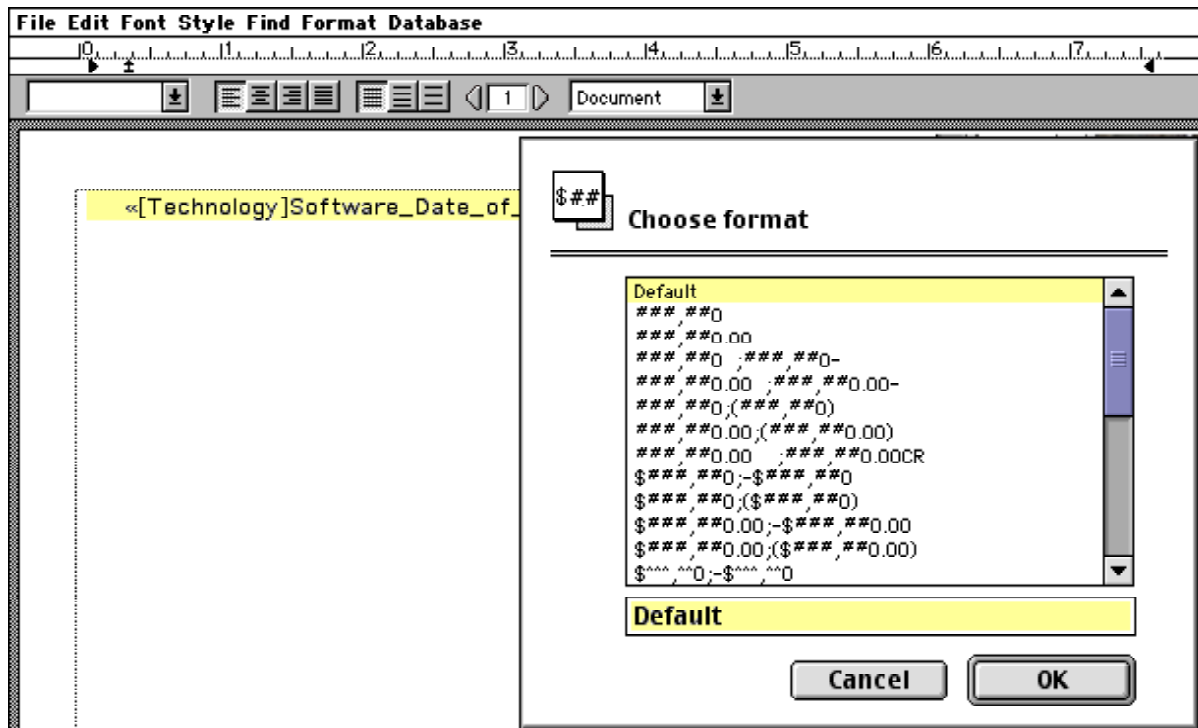 File Edit Font Style Find Format Database
0 1 2 3 4 5 6 7
1 Document
«[Technology]Software_Date_of_
$##
Choose format
Default
###,##0
###,##0.00
###,##0 ;###,##0-
###,##0.00 ;###,##0.00-
###,##0;(###,##0)
###,##0.00;(###,##0.00)
###,##0.00 ;###,##0.00CR
$###,##0;-$###,##0
$###,##0;($###,##0)
$###,##0.00;-$###,##0.00
$###,##0.00;($###,##0.00)
$^^^,^^0;-$^^^,^^0
Default
Cancel OK